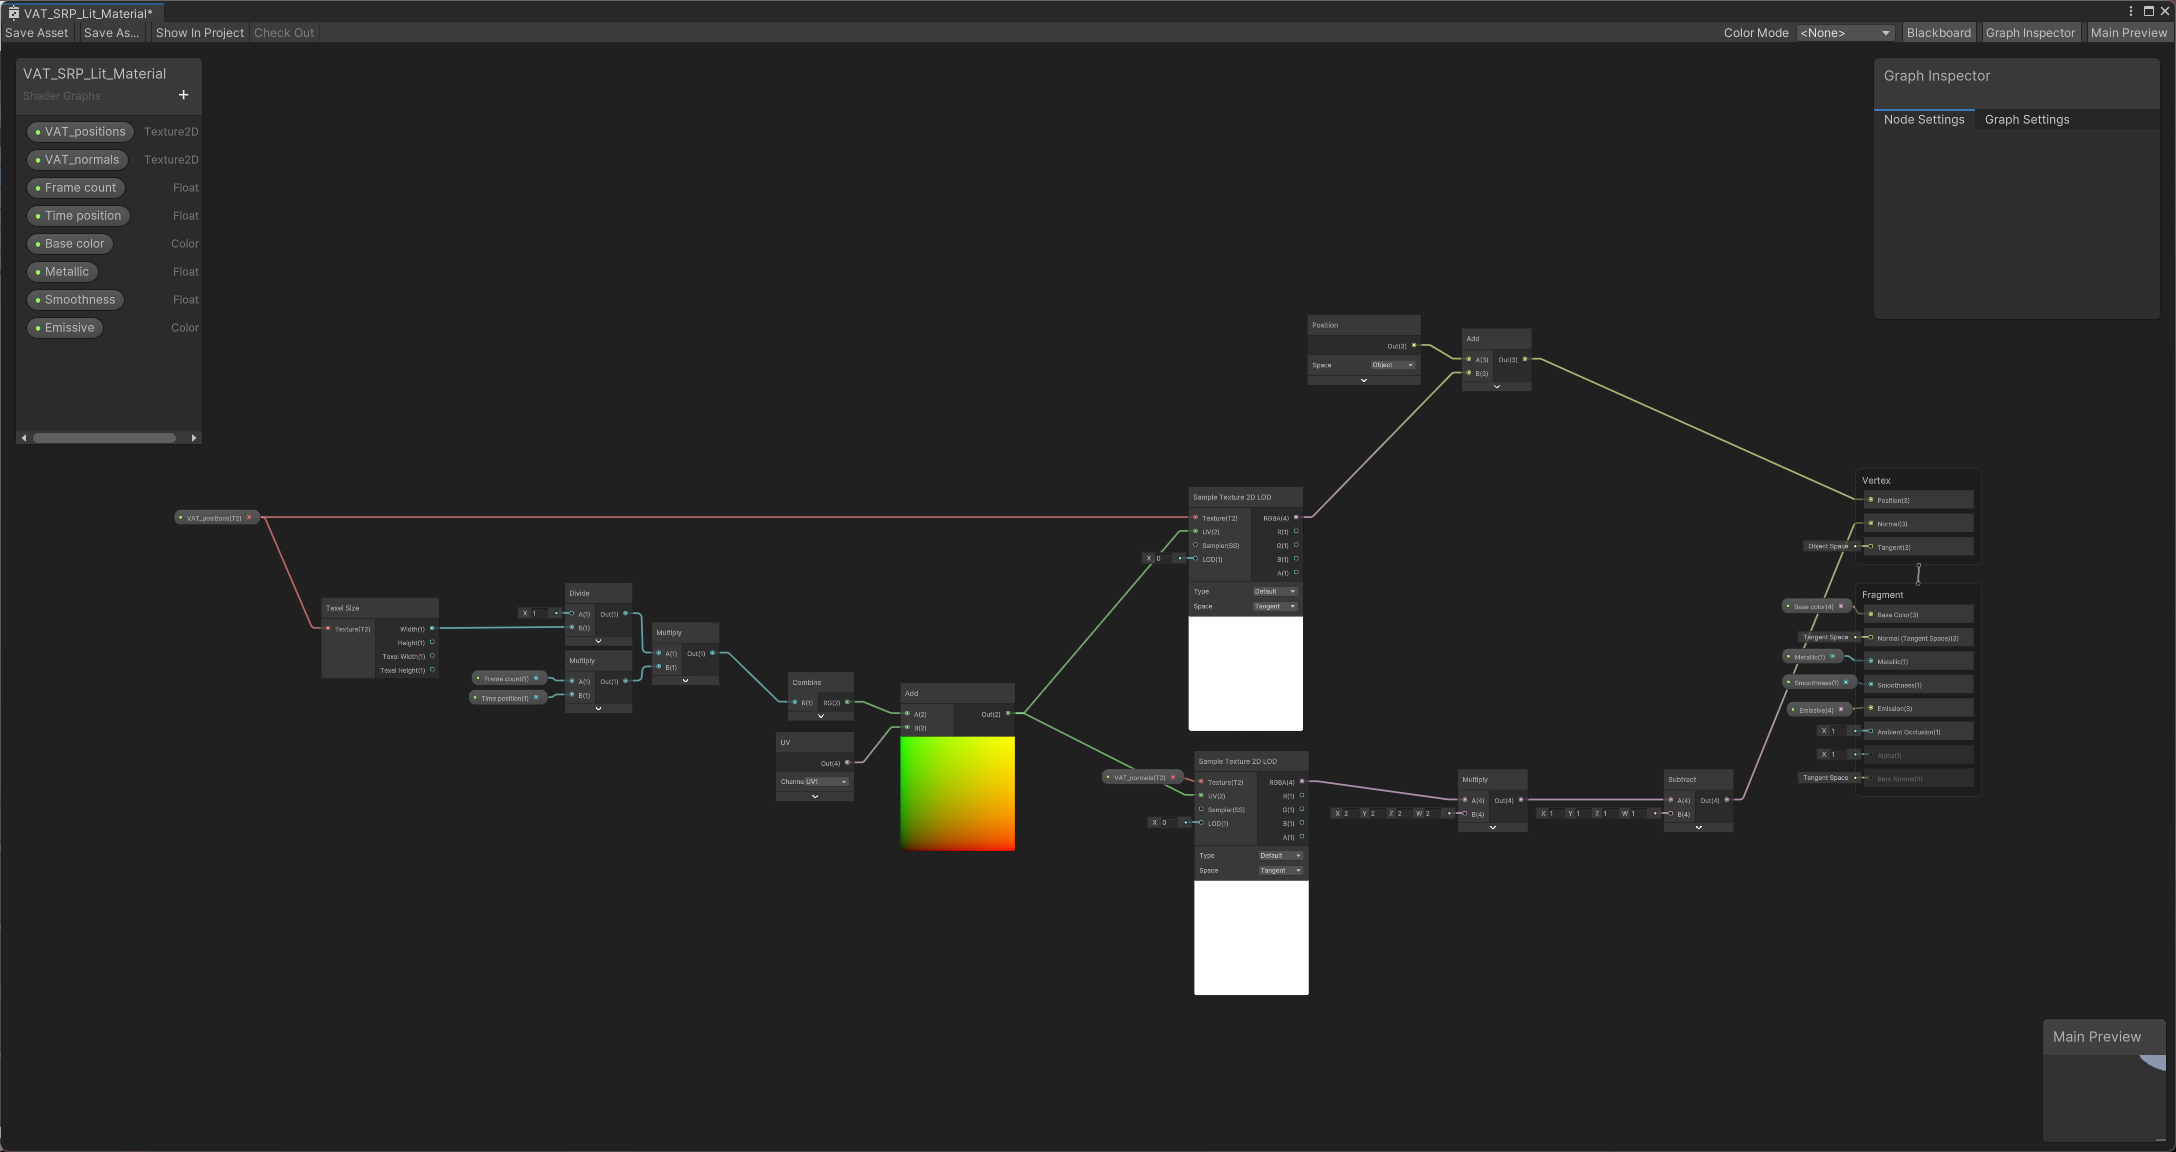 VAT_SRP_Lit_Material*
Save Asset Save As... Show In Project Check Out Color Mode <None> Blackboard Graph Inspector Main Preview
VAT_SRP_Lit_Material
Shader Graphs
+
VAT_positions Texture2D
VAT_normals Texture2D
Frame count Float
Time position Float
Base color Color
Metallic Float
Smoothness Float
Emissive Color
Graph Inspector
Node Settings Graph Settings
Position
Out(3)
Space Object
Add
A(3) Out(3)
B(3)
VAT_positions(T2)
Texel Size
Texture(T2) Width(1)
Height(1)
Texel Width(1)
Texel Height(1)
Divide
X 1
A(1) Out(1)
B(1)
Multiply
Frame count(1)
Time position(1)
A(1) Out(1)
B(1)
Multiply
A(1) Out(1)
B(1)
Combine
R(1) RG(2)
UV
Out(4)
Channe UV1
Add
A(2) Out(2)
B(2)
Sample Texture 2D LOD
Texture(T2) RGBA(4)
UV(2) R(1)
Sampler(SS) G(1)
X 0
LOD(1) B(1)
A(1)
Type Default
Space Tangent
VAT_normals(T2)
Sample Texture 2D LOD
Texture(T2) RGBA(4)
UV(2) R(1)
Sampler(SS) G(1)
X 0
LOD(1) B(1)
A(1)
Type Default
Space Tangent
Multiply
A(4) Out(4)
X 2 Y 2 Z 2 W 2
B(4)
Subtract
A(4) Out(4)
X 1 Y 1 Z 1 W 1
B(4)
Vertex
Position(3)
Normal(3)
Object Space Tangent(3)
Fragment
Base color(4) Base Color(3)
Tangent Space Normal (Tangent Space)(3)
Metallic(1) Metallic(1)
Smoothness(1) Smoothness(1)
Emissive(4) Emission(3)
X 1 Ambient Occlusion(1)
X 1 Alpha(1)
Tangent Space Bent Normal(3)
Main Preview